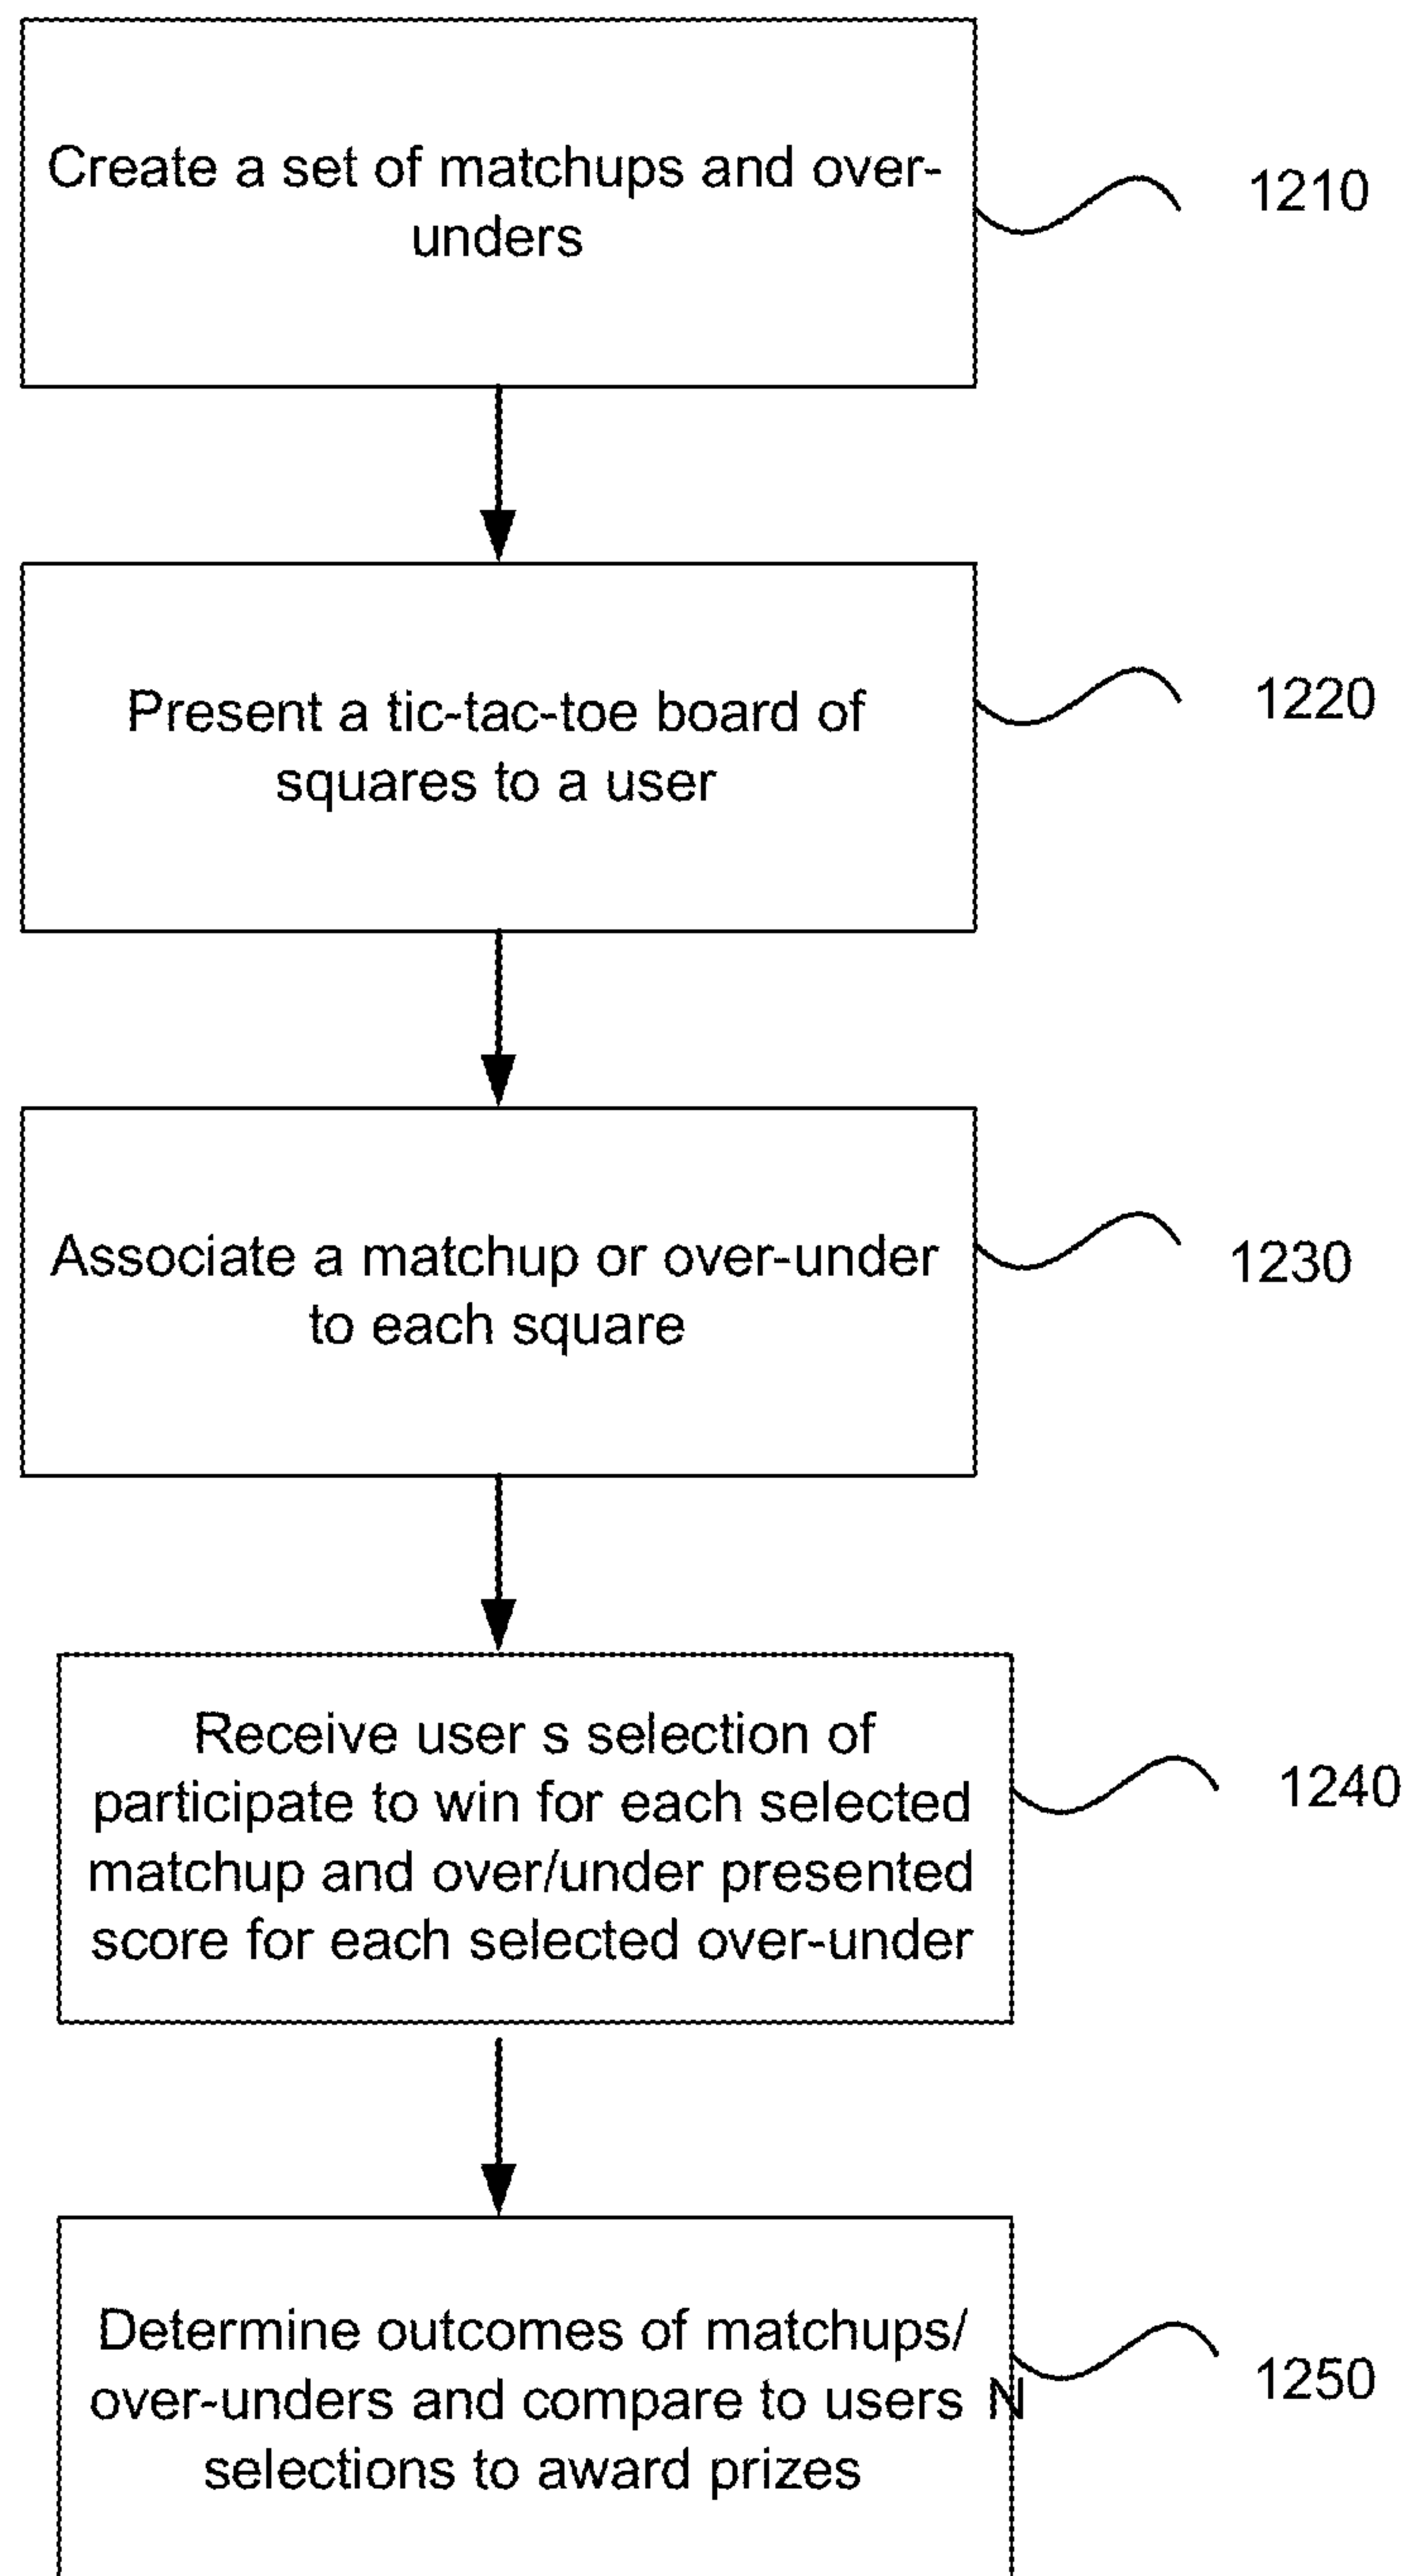 Create a set of matchups and over-
unders
1210
Present a tic-tac-toe board of
squares to a user
1220
Associate a matchup or over-under
to each square
1230
Receive user s selection of
participate to win for each selected
matchup and over/under presented
score for each selected over-under
1240
Determine outcomes of matchups/
over-unders and compare to users N
selections to award prizes
1250